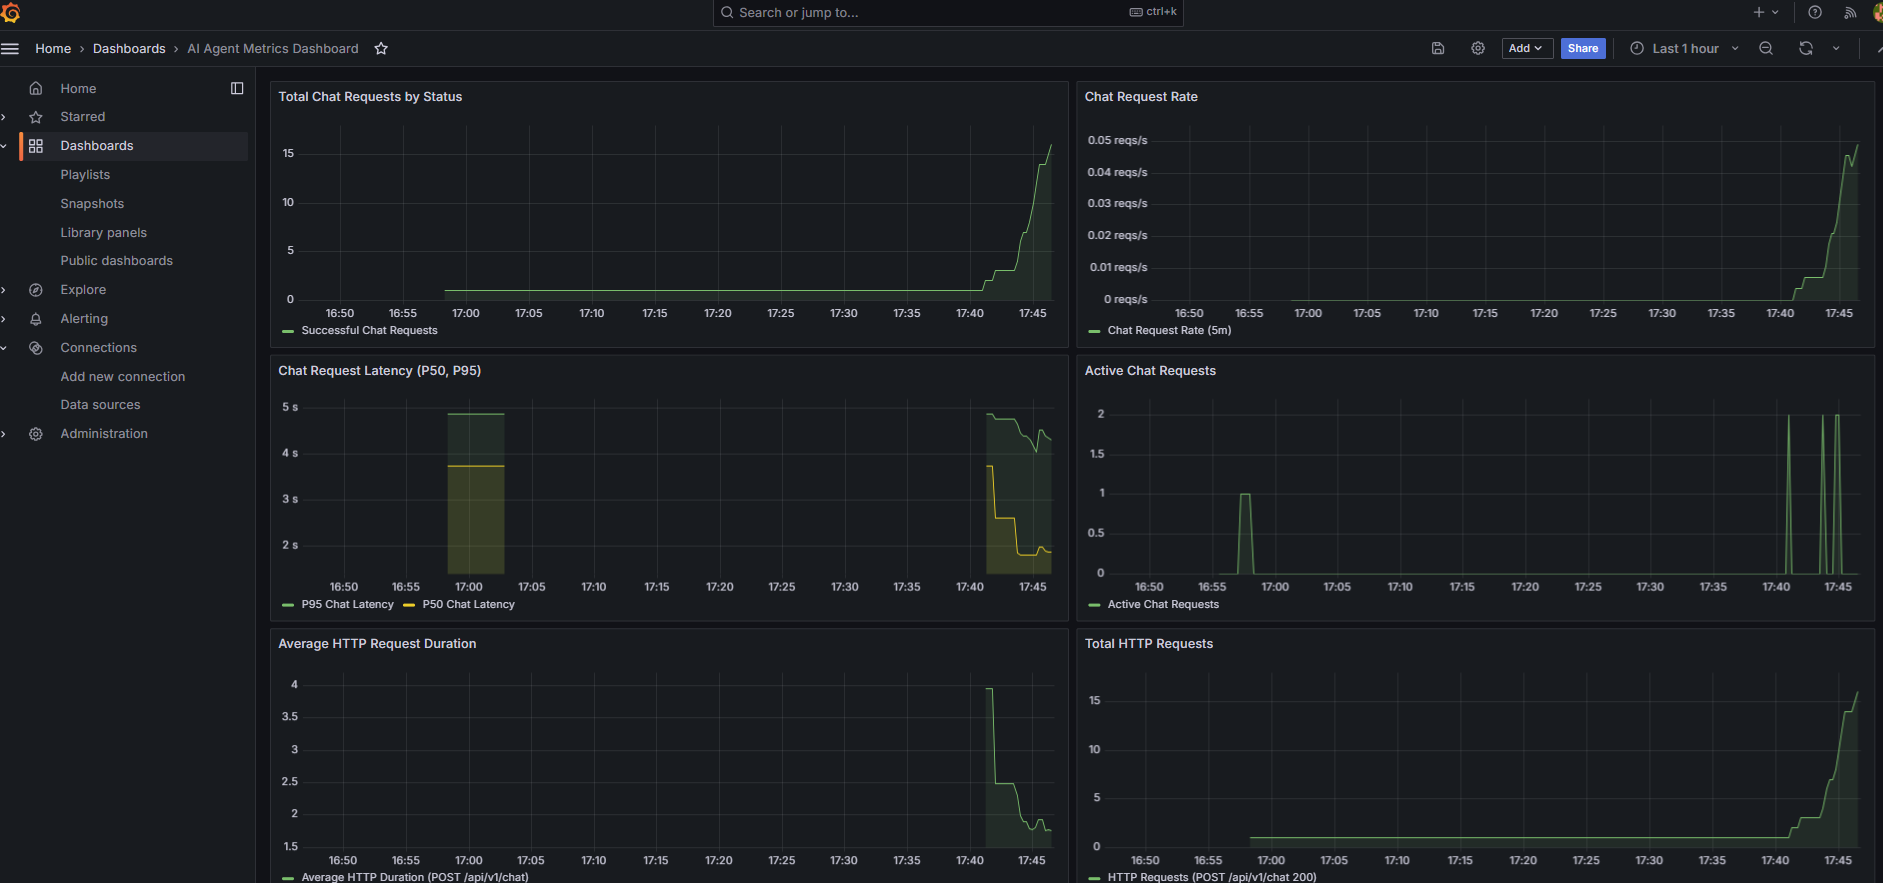 Search or jump to...
ctrl+k
Home › Dashboards › AI Agent Metrics Dashboard
Add
Share
Last 1 hour
Home
Starred
Dashboards
Playlists
Snapshots
Library panels
Public dashboards
Explore
Alerting
Connections
Add new connection
Data sources
Administration
Total Chat Requests by Status
15
10
5
0
16:50 16:55 17:00 17:05 17:10 17:15 17:20 17:25 17:30 17:35 17:40 17:45
Successful Chat Requests
Chat Request Rate
0.05 reqs/s
0.04 reqs/s
0.03 reqs/s
0.02 reqs/s
0.01 reqs/s
0 reqs/s
16:50 16:55 17:00 17:05 17:10 17:15 17:20 17:25 17:30 17:35 17:40 17:45
Chat Request Rate (5m)
Chat Request Latency (P50, P95)
5 s
4 s
3 s
2 s
16:50 16:55 17:00 17:05 17:10 17:15 17:20 17:25 17:30 17:35 17:40 17:45
P95 Chat Latency P50 Chat Latency
Active Chat Requests
2
1.5
1
0.5
0
16:50 16:55 17:00 17:05 17:10 17:15 17:20 17:25 17:30 17:35 17:40 17:45
Active Chat Requests
Average HTTP Request Duration
4
3.5
3
2.5
2
1.5
16:50 16:55 17:00 17:05 17:10 17:15 17:20 17:25 17:30 17:35 17:40 17:45
Average HTTP Duration (POST /api/v1/chat)
Total HTTP Requests
15
10
5
0
16:50 16:55 17:00 17:05 17:10 17:15 17:20 17:25 17:30 17:35 17:40 17:45
HTTP Requests (POST /api/v1/chat 200)